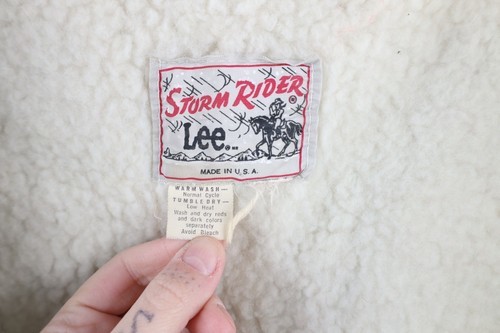 STORM RIDER
®
Lee®
MADE IN U.S.A.
WARM WASH—
Normal Cycle
TUMBLE DRY—
Low Heat
Wash and dry reds
and dark colors
separately
Avoid Bleach